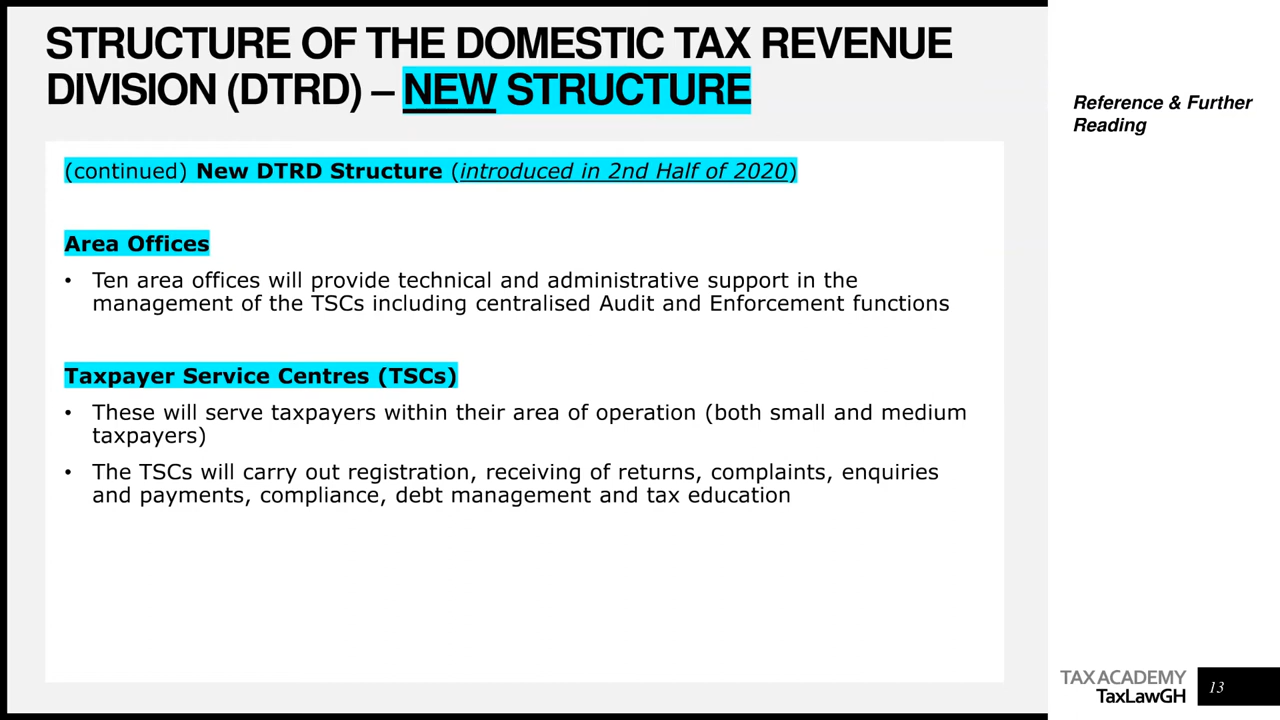 STRUCTURE OF THE DOMESTIC TAX REVENUE
DIVISION (DTRD) – NEW STRUCTURE
Reference & Further
Reading
(continued) New DTRD Structure (introduced in 2nd Half of 2020)
Area Offices
• Ten area offices will provide technical and administrative support in the
management of the TSCs including centralised Audit and Enforcement functions
Taxpayer Service Centres (TSCs)
• These will serve taxpayers within their area of operation (both small and medium
taxpayers)
• The TSCs will carry out registration, receiving of returns, complaints, enquiries
and payments, compliance, debt management and tax education
TAX ACADEMY
TaxLawGH
13